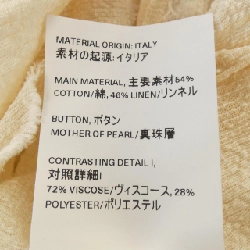 MATERIAL ORIGIN: ITALY
素材の起源: イタリア
MAIN MATERIAL, 主要素材 54%
COTTON/綿, 46% LINEN/リンネル
BUTTON, ボタン
MOTHER OF PEARL/真珠層
CONTRASTING DETAIL I,
対照詳細I
72% VISCOSE/ヴィスコース, 28%
POLYESTER/ポリエステル